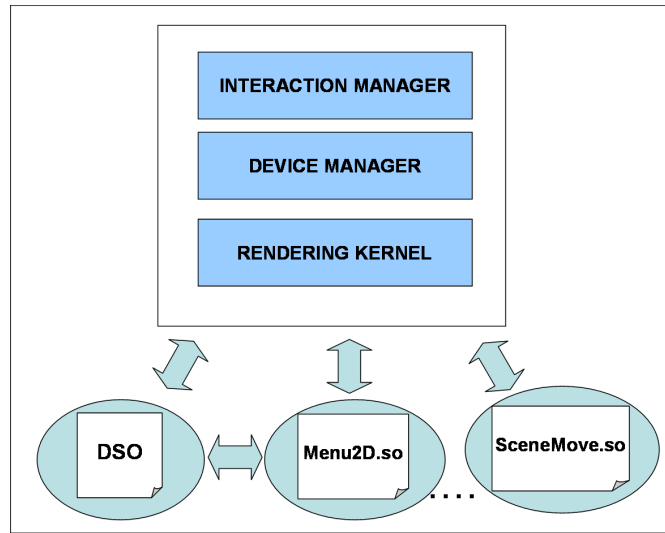 INTERACTION MANAGER
DEVICE MANAGER
RENDERING KERNEL
DSO
Menu2D.so
SceneMove.so
....